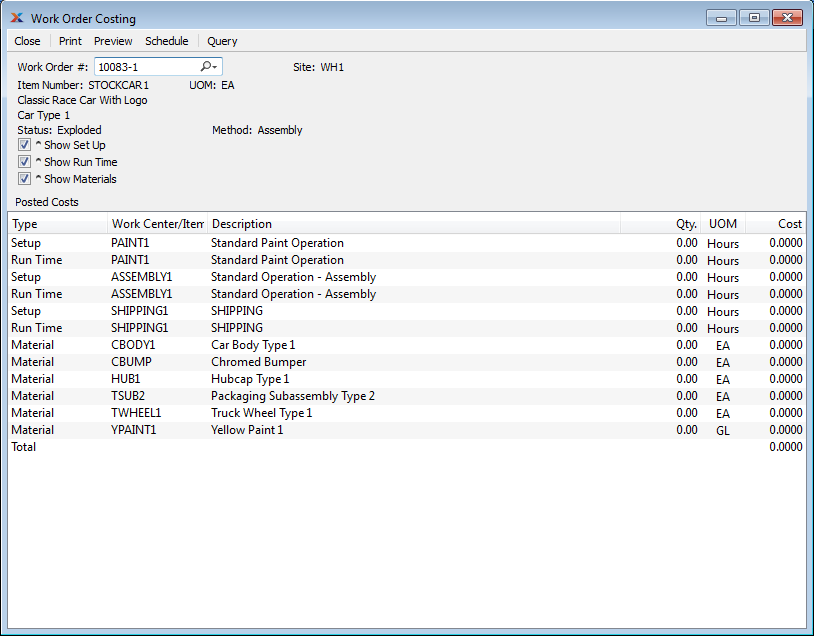 Work Order Costing
Close Print Preview Schedule Query
Work Order #: 10083-1 Site: WH1
Item Number: STOCKCAR1 UOM: EA
Classic Race Car With Logo
Car Type 1
Status: Exploded Method: Assembly
^ Show Set Up
^ Show Run Time
^ Show Materials
Posted Costs
Type Work Center/Item Description Qty. UOM Cost
Setup PAINT1 Standard Paint Operation 0.00 Hours 0.0000
Run Time PAINT1 Standard Paint Operation 0.00 Hours 0.0000
Setup ASSEMBLY1 Standard Operation - Assembly 0.00 Hours 0.0000
Run Time ASSEMBLY1 Standard Operation - Assembly 0.00 Hours 0.0000
Setup SHIPPING1 SHIPPING 0.00 Hours 0.0000
Run Time SHIPPING1 SHIPPING 0.00 Hours 0.0000
Material CBODY1 Car Body Type 1 0.00 EA 0.0000
Material CBUMP Chromed Bumper 0.00 EA 0.0000
Material HUB1 Hubcap Type 1 0.00 EA 0.0000
Material TSUB2 Packaging Subassembly Type 2 0.00 EA 0.0000
Material TWHEEL1 Truck Wheel Type 1 0.00 EA 0.0000
Material YPAINT1 Yellow Paint 1 0.00 GL 0.0000
Total 0.0000